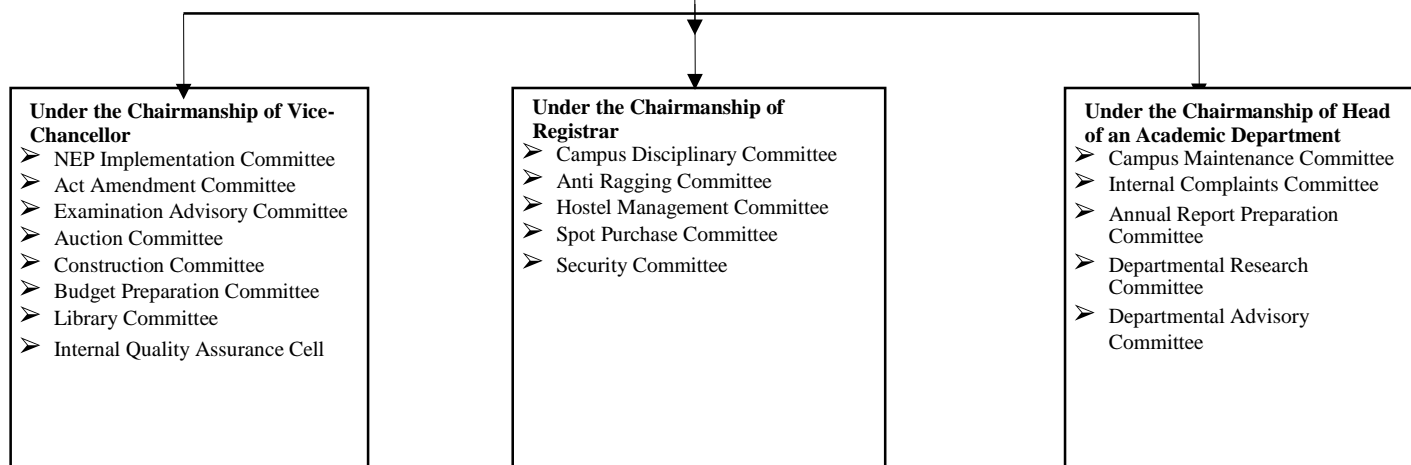 Under the Chairmanship of Vice-
Chancellor
➢ NEP Implementation Committee
➢ Act Amendment Committee
➢ Examination Advisory Committee
➢ Auction Committee
➢ Construction Committee
➢ Budget Preparation Committee
➢ Library Committee
➢ Internal Quality Assurance Cell
Under the Chairmanship of
Registrar
➢ Campus Disciplinary Committee
➢ Anti Ragging Committee
➢ Hostel Management Committee
➢ Spot Purchase Committee
➢ Security Committee
Under the Chairmanship of Head
of an Academic Department
➢ Campus Maintenance Committee
➢ Internal Complaints Committee
➢ Annual Report Preparation
Committee
➢ Departmental Research
Committee
➢ Departmental Advisory
Committee